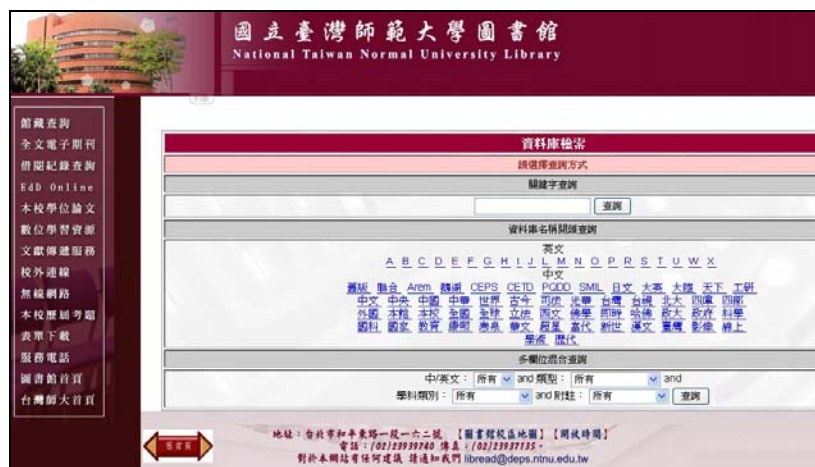 國立臺灣師範大學圖書館
National Taiwan Normal University Library
館藏查詢
全文電子期刊
借閱記錄查詢
EdD Online
本校學位論文
數位學習資源
文獻傳遞服務
校外連線
無線網路
本校歷屆考題
表單下載
服務電話
圖書館首頁
台灣師大首頁
資料庫檢索
請選擇查詢方式
關鍵字查詢
查詢
資料庫名稱開頭查詢
英文
A B C D E F G H I J L M N O P R S T U W X
中文
舊版 聯合 Arem 鵝湖 CEPS CETD PQDD SMIL 日文 大英 大陸 天下 工研
中文 中央 中國 中華 世界 古今 司法 光華 台灣 台視 北大 四庫 四部
外國 本館 本校 全國 全球 立法 西文 佛學 即時 哈佛 政大 政府 科學
國科 國家 教育 康熙 華文 當代 新世 漢文 臺灣 影像 線上
學術 歷代
多欄位混合查詢
中/英文： 所有 and 類型： 所有 and
學科類別： 所有 and 附註： 所有 查詢
地址：台北市和平東路一段一六二號 【圖書館校區地圖】【開放時間】
電話：(02)23939740 傳真：(02)23937135。
對於本網站有任何建議 請通知我們 libread@deps.ntnu.edu.tw